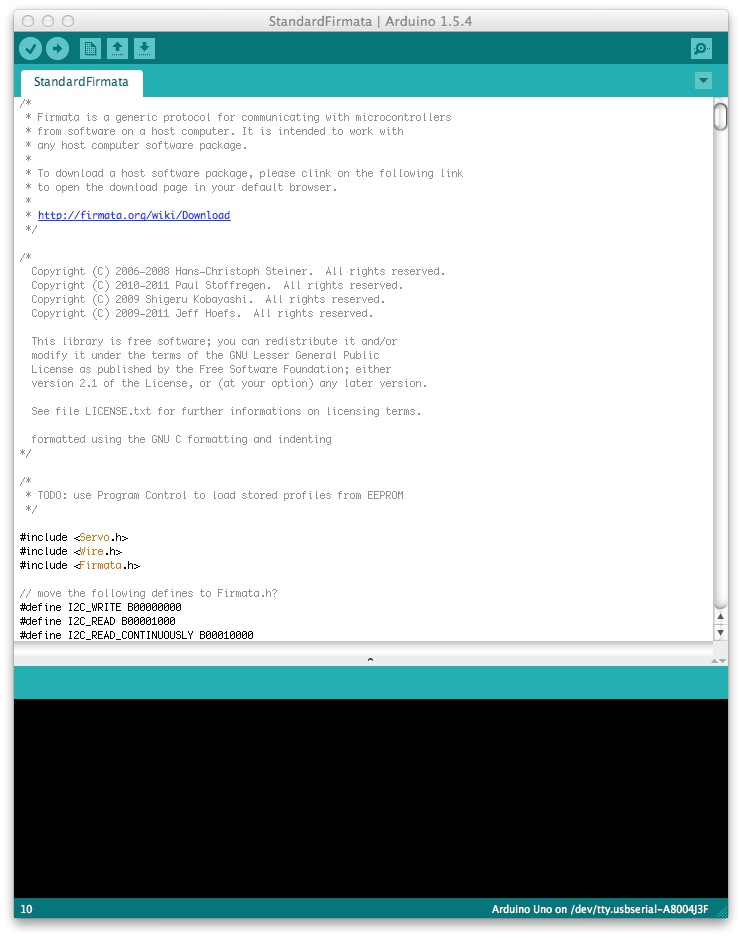 StandardFirmata | Arduino 1.5.4
StandardFirmata
/*
* Firmata is a generic protocol for communicating with microcontrollers
* from software on a host computer. It is intended to work with
* any host computer software package.
*
* To download a host software package, please clink on the following link
* to open the download page in your default browser.
*
* http://firmata.org/wiki/Download
*/
/*
Copyright (C) 2006-2008 Hans-Christoph Steiner.  All rights reserved.
Copyright (C) 2010-2011 Paul Stoffregen.  All rights reserved.
Copyright (C) 2009 Shigeru Kobayashi.  All rights reserved.
Copyright (C) 2009-2011 Jeff Hoefs.  All rights reserved.
This library is free software; you can redistribute it and/or
modify it under the terms of the GNU Lesser General Public
License as published by the Free Software Foundation; either
version 2.1 of the License, or (at your option) any later version.
See file LICENSE.txt for further informations on licensing terms.
formatted using the GNU C formatting and indenting
*/
/*
* TODO: use Program Control to load stored profiles from EEPROM
*/
#include <Servo.h>
#include <Wire.h>
#include <Firmata.h>
// move the following defines to Firmata.h?
#define I2C_WRITE B00000000
#define I2C_READ B00001000
#define I2C_READ_CONTINUOUSLY B00010000
10
Arduino Uno on /dev/tty.usbserial-A8004J3F